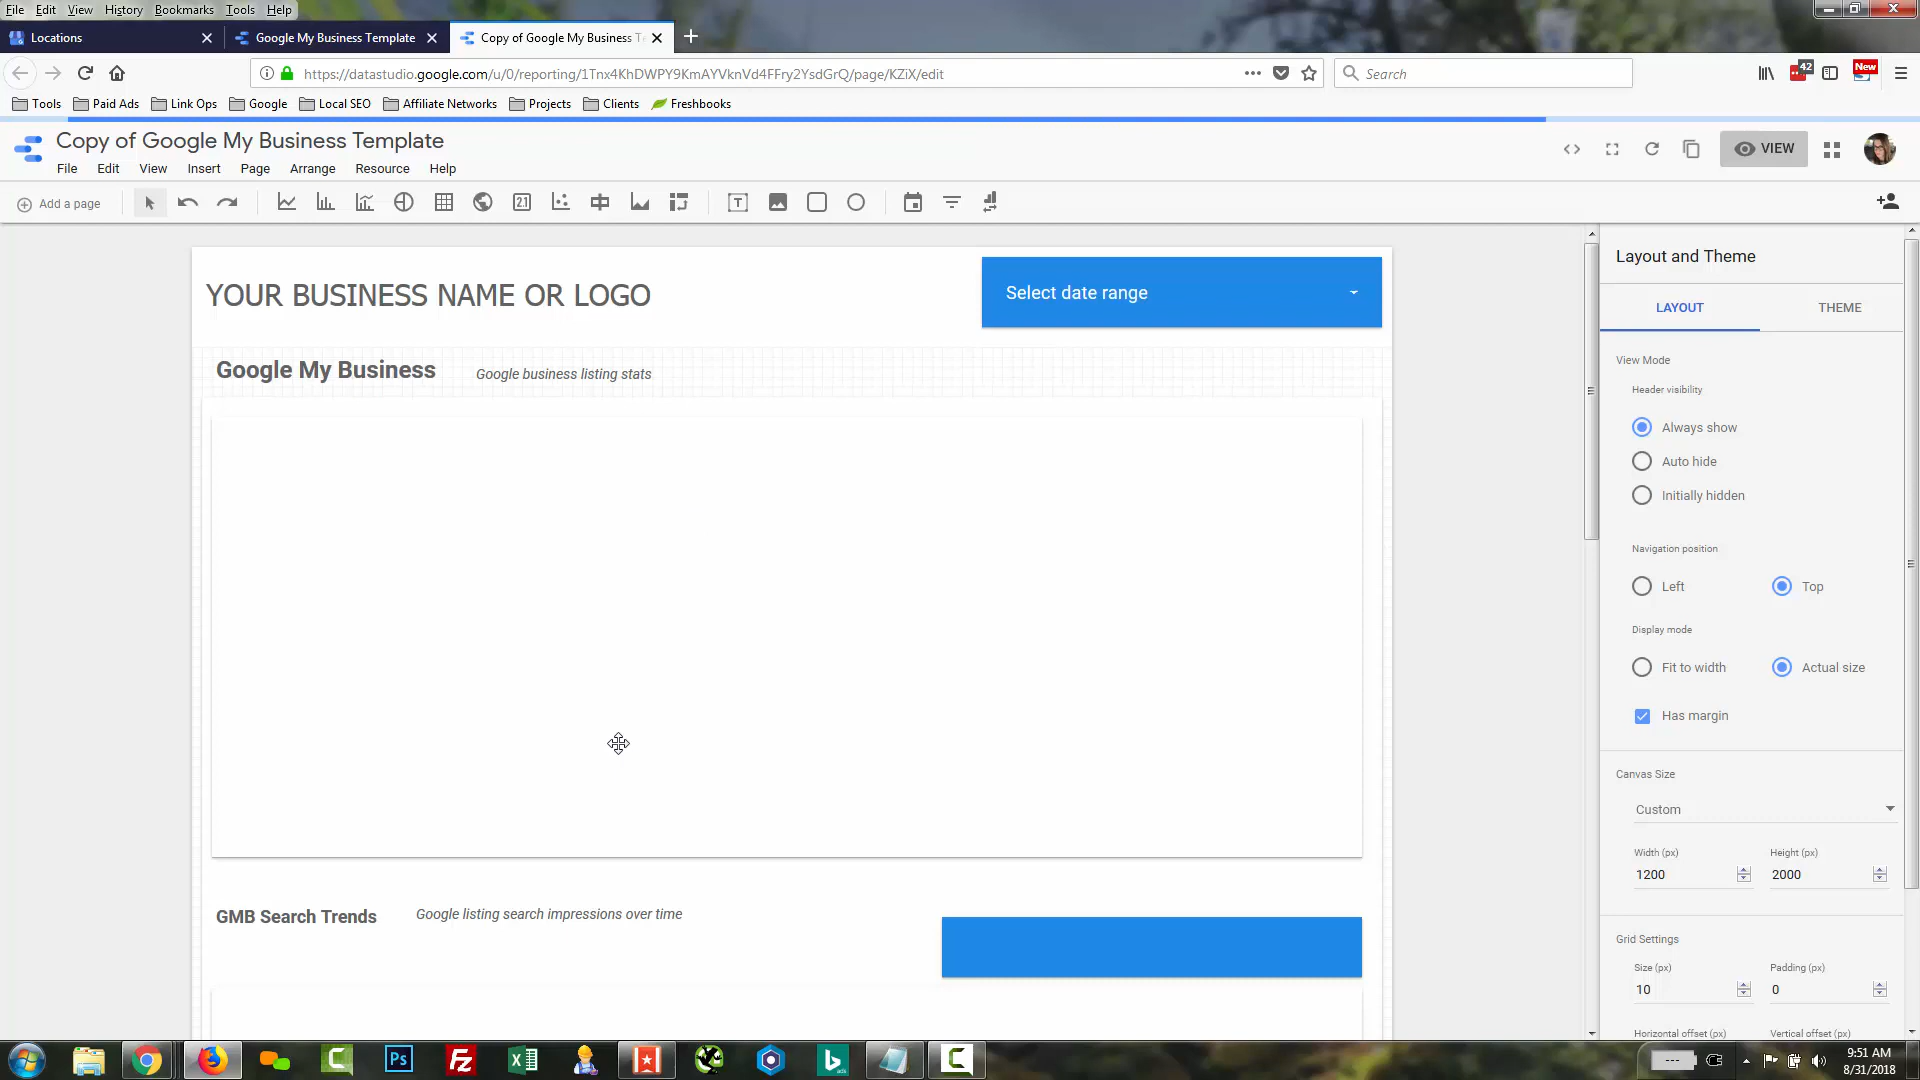 File Edit View History Bookmarks Tools Help
Locations
Google My Business Template
Copy of Google My Business T
https://datastudio.google.com/u/0/reporting/1Tnx4KhDWPY9KmAYVknVd4FFry2YsdGrQ/page/KZiX/edit
Search
42
New
Tools Paid Ads Link Ops Google Local SEO Affiliate Networks Projects Clients Freshbooks
Copy of Google My Business Template
File Edit View Insert Page Arrange Resource Help
VIEW
Add a page
2.1
YOUR BUSINESS NAME OR LOGO
Select date range
Google My Business
Google business listing stats
GMB Search Trends
Google listing search impressions over time
Layout and Theme
LAYOUT THEME
View Mode
Header visibility
Always show
Auto hide
Initially hidden
Navigation position
Left Top
Display mode
Fit to width Actual size
Has margin
Canvas Size
Custom
Width (px) Height (px)
1200 2000
Grid Settings
Size (px) Padding (px)
10 0
Horizontal offset (px) Vertical offset (px)
Ps
Fz
9:51 AM
8/31/2018